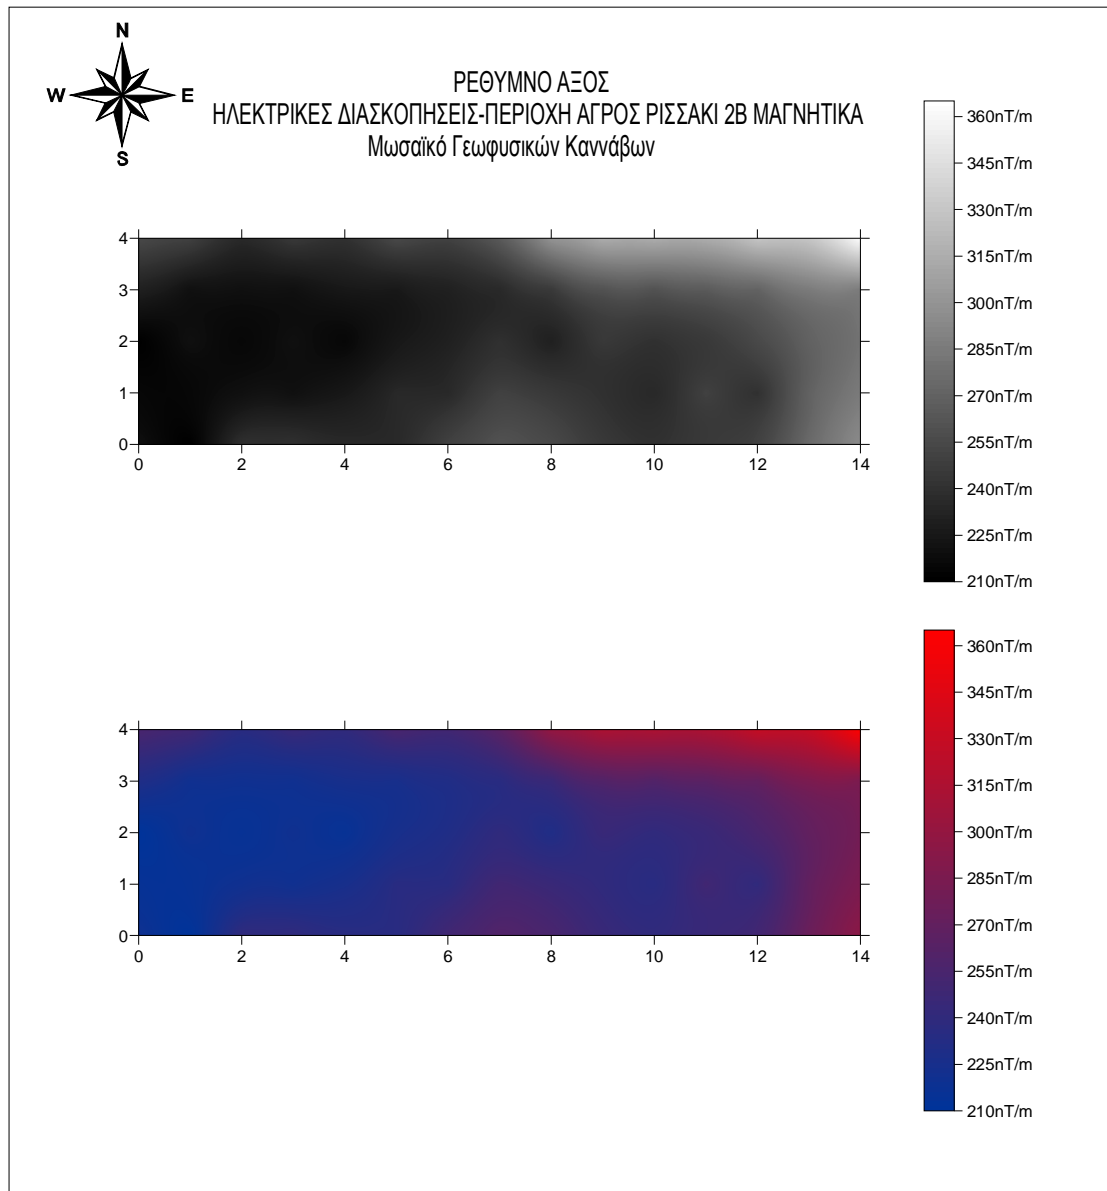 N
W E
S
ΡΕΘΥΜΝΟ ΑΞΟΣ
ΗΛΕΚΤΡΙΚΕΣ ΔΙΑΣΚΟΠΗΣΕΙΣ-ΠΕΡΙΟΧΗ ΑΓΡΟΣ ΡΙΣΣΑΚΙ 2Β ΜΑΓΝΗΤΙΚΑ
Μωσαϊκό Γεωφυσικών Καννάβων
4
3
2
1
0
0 2 4 6 8 10 12 14
360nT/m
345nT/m
330nT/m
315nT/m
300nT/m
285nT/m
270nT/m
255nT/m
240nT/m
225nT/m
210nT/m
4
3
2
1
0
0 2 4 6 8 10 12 14
360nT/m
345nT/m
330nT/m
315nT/m
300nT/m
285nT/m
270nT/m
255nT/m
240nT/m
225nT/m
210nT/m